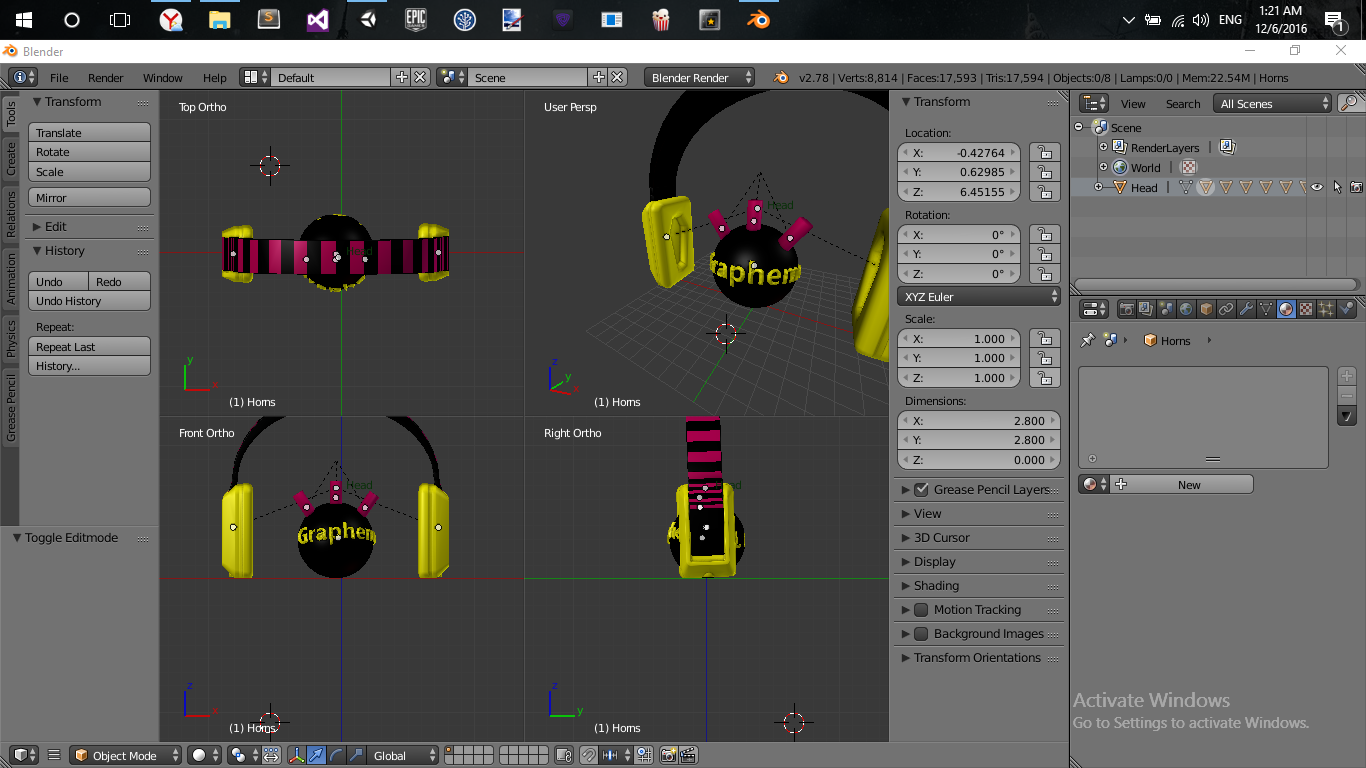 ENG
1:21 AM
12/6/2016
1
EPIC GAMES
Blender
File Render Window Help Default Scene Blender Render v2.78 | Verts:8,814 | Faces:17,593 | Tris:17,594 | Objects:0/8 | Lamps:0/0 | Mem:22.54M | Horns
Tools
Create
Relations
Animation
Physics
Grease Pencil
Transform
Translate
Rotate
Scale
Mirror
Edit
History
Undo Redo
Undo History
Repeat:
Repeat Last
History...
Toggle Editmode
Top Ortho
Head
y
x
(1) Horns
User Persp
Head
Graphem
z
y
x
(1) Horns
Front Ortho
Head
Graphem
z
x
(1) Horns
Right Ortho
Head
z
y
(1) Horns
Transform
Location:
X: -0.42764
Y: 0.62985
Z: 6.45155
Rotation:
X: 0°
Y: 0°
Z: 0°
XYZ Euler
Scale:
X: 1.000
Y: 1.000
Z: 1.000
Dimensions:
X: 2.800
Y: 2.800
Z: 0.000
Grease Pencil Layers
View
3D Cursor
Display
Shading
Motion Tracking
Background Images
Transform Orientations
View Search All Scenes
Scene
RenderLayers |
World |
Head |
Horns
New
Activate Windows
Go to Settings to activate Windows.
Object Mode Global